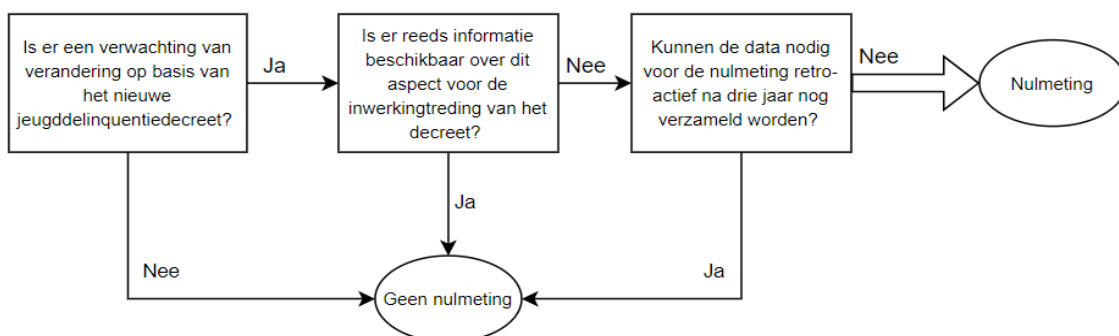 Is er een verwachting van
verandering op basis van
het nieuwe
jeugddelinquentiedecreet?
Ja
Is er reeds informatie
beschikbaar over dit
aspect voor de
inwerkingtreding van het
decreet?
Nee
Kunnen de data nodig
voor de nulmeting retro-
actief na drie jaar nog
verzameld worden?
Nee
Nulmeting
Ja
Nee
Ja
Geen nulmeting